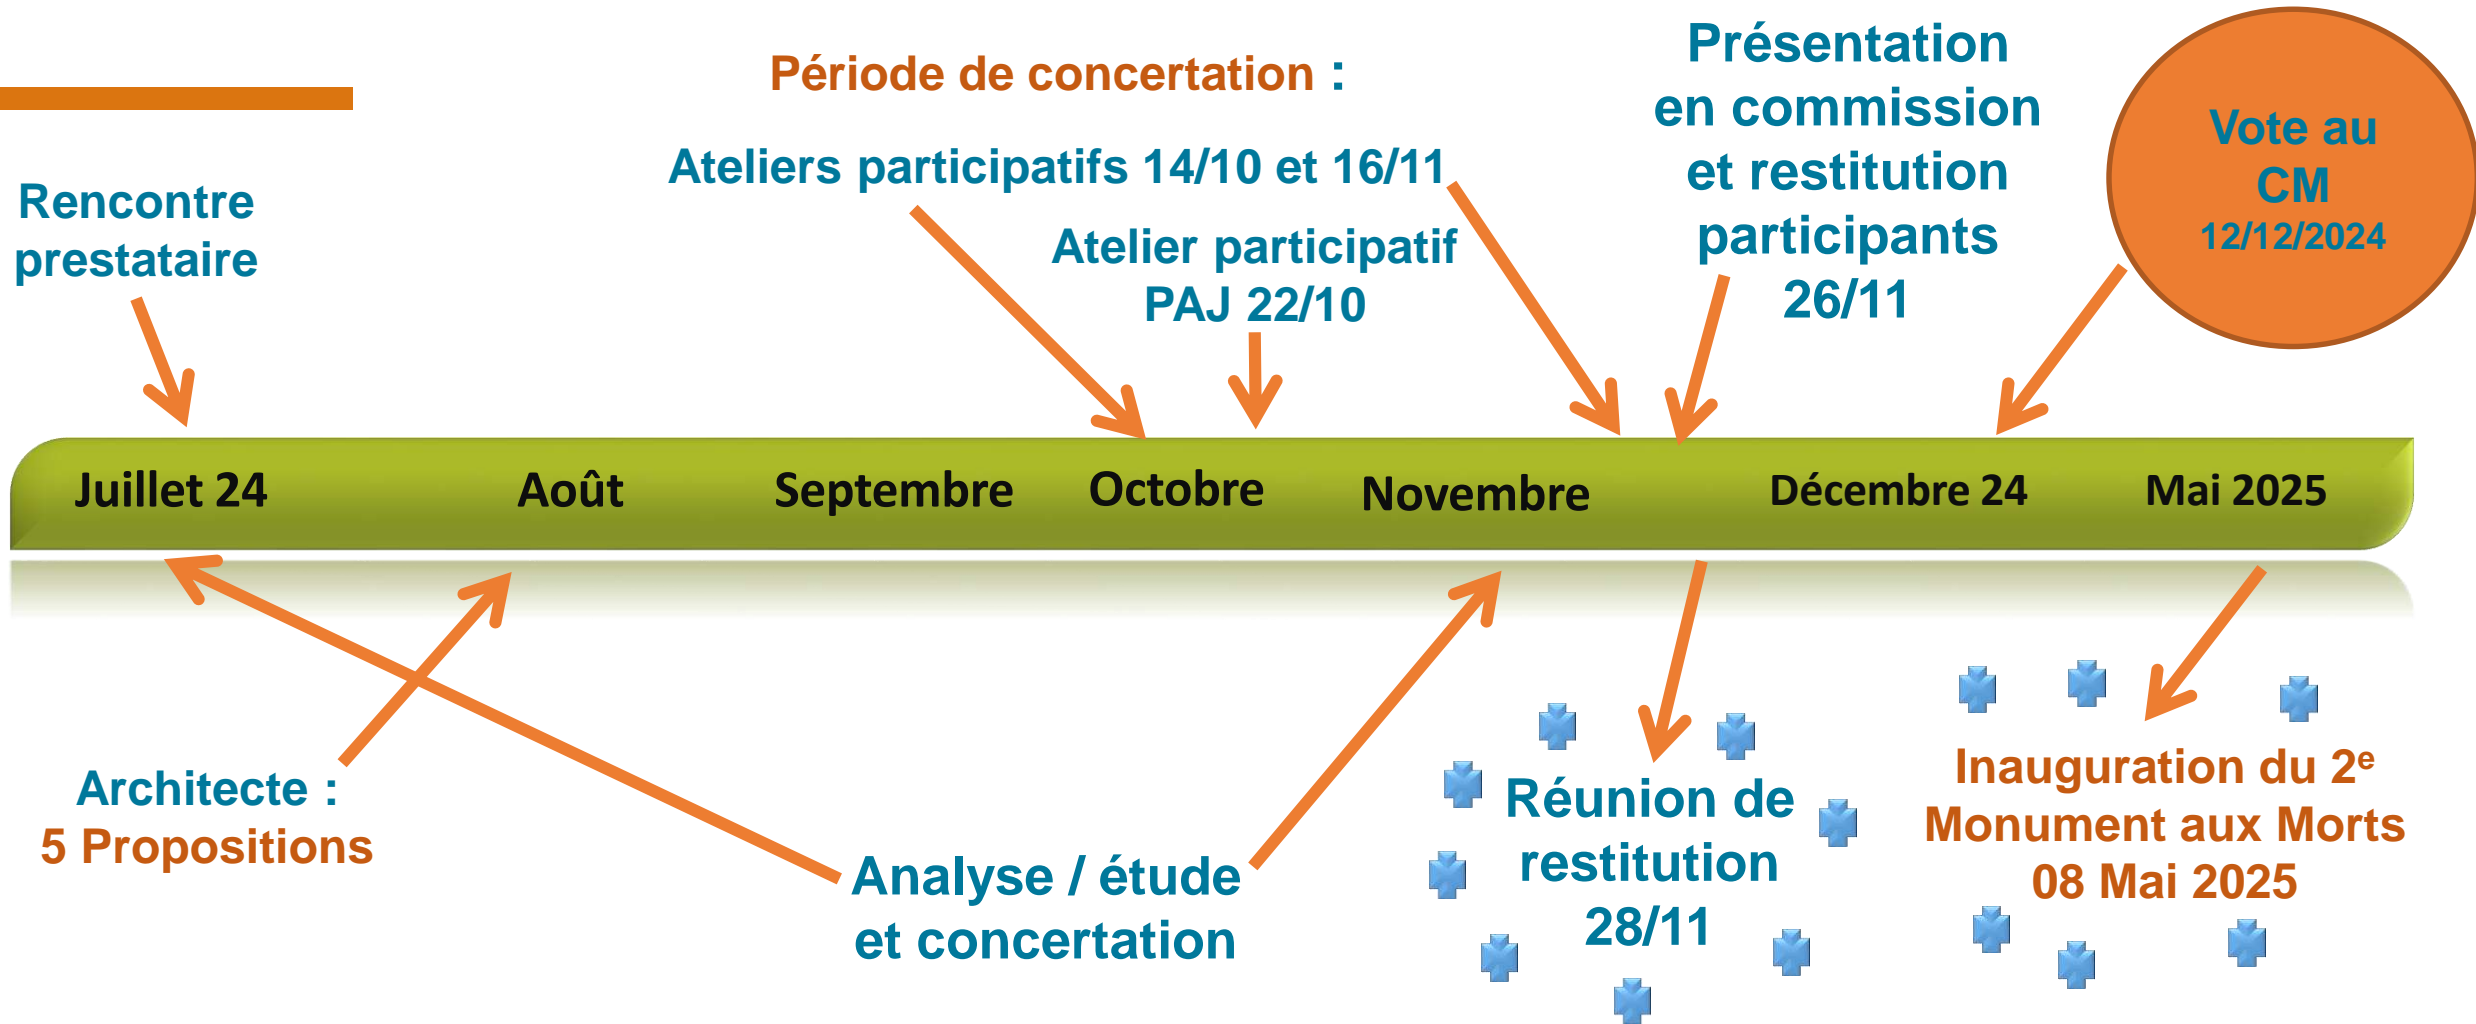 Rencontre
prestataire
Période de concertation :
Ateliers participatifs 14/10 et 16/11
Atelier participatif
PAJ 22/10
Présentation
en commission
et restitution
participants
26/11
Vote au
CM
12/12/2024
Juillet 24
Août
Septembre
Octobre
Novembre
Décembre 24
Mai 2025
Architecte :
5 Propositions
Analyse / étude
et concertation
Réunion de
restitution
28/11
Inauguration du 2e
Monument aux Morts
08 Mai 2025